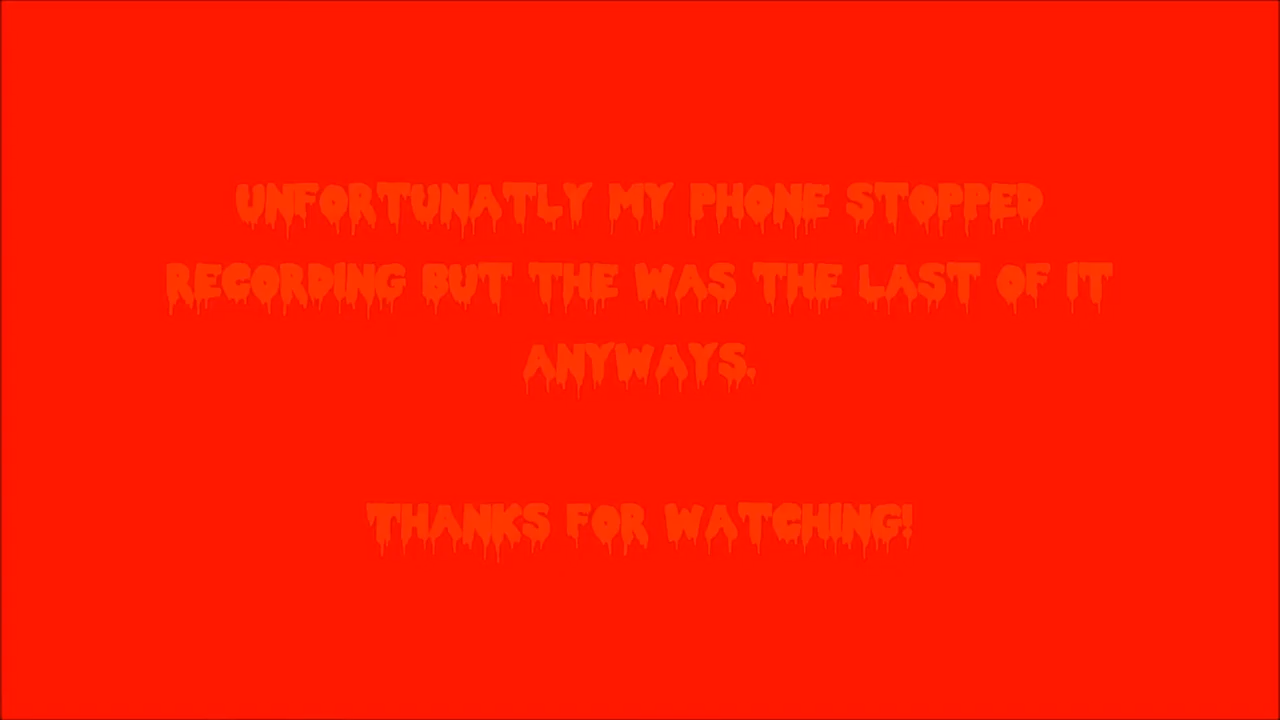 UNFORTUNATLY MY PHONE STOPPED
RECORDING BUT THE WAS THE LAST OF IT
ANYWAYS.
THANKS FOR WATCHING!